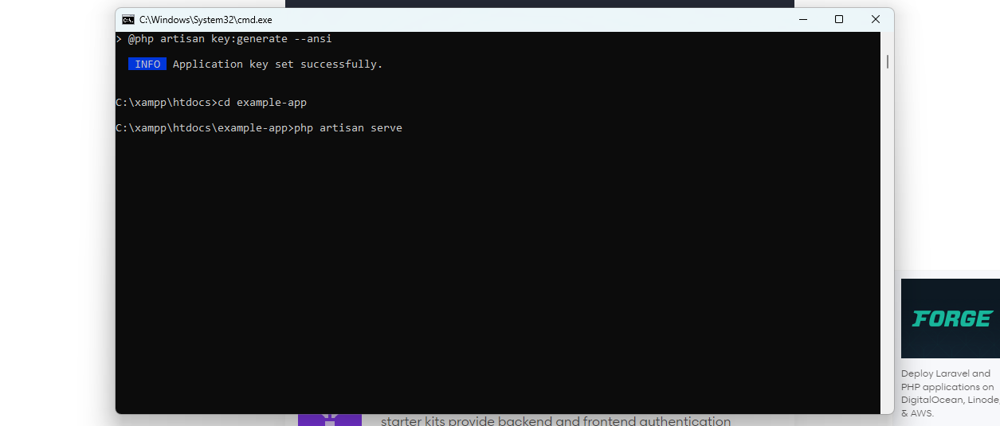 C:\Windows\System32\cmd.exe
> @php artisan key:generate --ansi
INFO Application key set successfully.
C:\xampp\htdocs>cd example-app
C:\xampp\htdocs\example-app>php artisan serve
FORGE
Deploy Laravel and
PHP applications on
DigitalOcean, Linode,
& AWS.
starter kits provide backend and frontend authentication